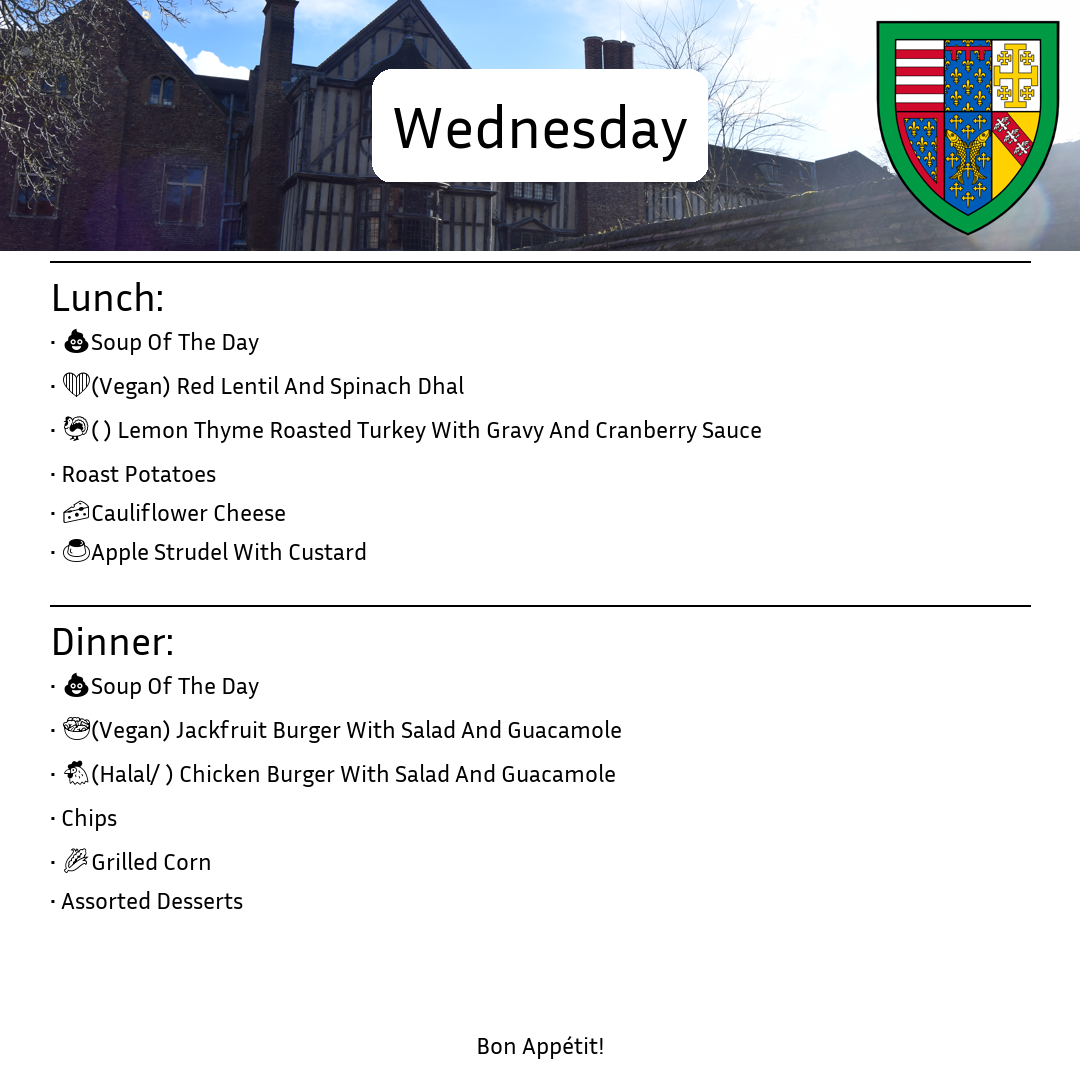 Wednesday
Lunch:
· 💩Soup Of The Day
· 💚(Vegan) Red Lentil And Spinach Dhal
· 🦃( ) Lemon Thyme Roasted Turkey With Gravy And Cranberry Sauce
· Roast Potatoes
· 🧀Cauliflower Cheese
· 🍮Apple Strudel With Custard
Dinner:
· 💩Soup Of The Day
· 🥗(Vegan) Jackfruit Burger With Salad And Guacamole
· 🐔(Halal/ ) Chicken Burger With Salad And Guacamole
· Chips
· 🌽Grilled Corn
· Assorted Desserts
Bon Appétit!